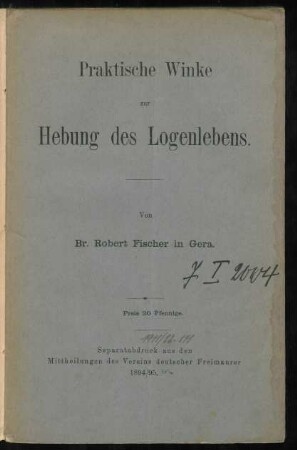 Praktische Winke
zur
Hebung des Logenlebens.
Von
Br. Robert Fischer in Gera.
Preis 30 Pfennige.
Separatabdruck aus den
Mittheilungen des Vereins deutscher Freimaurer
1894/95.